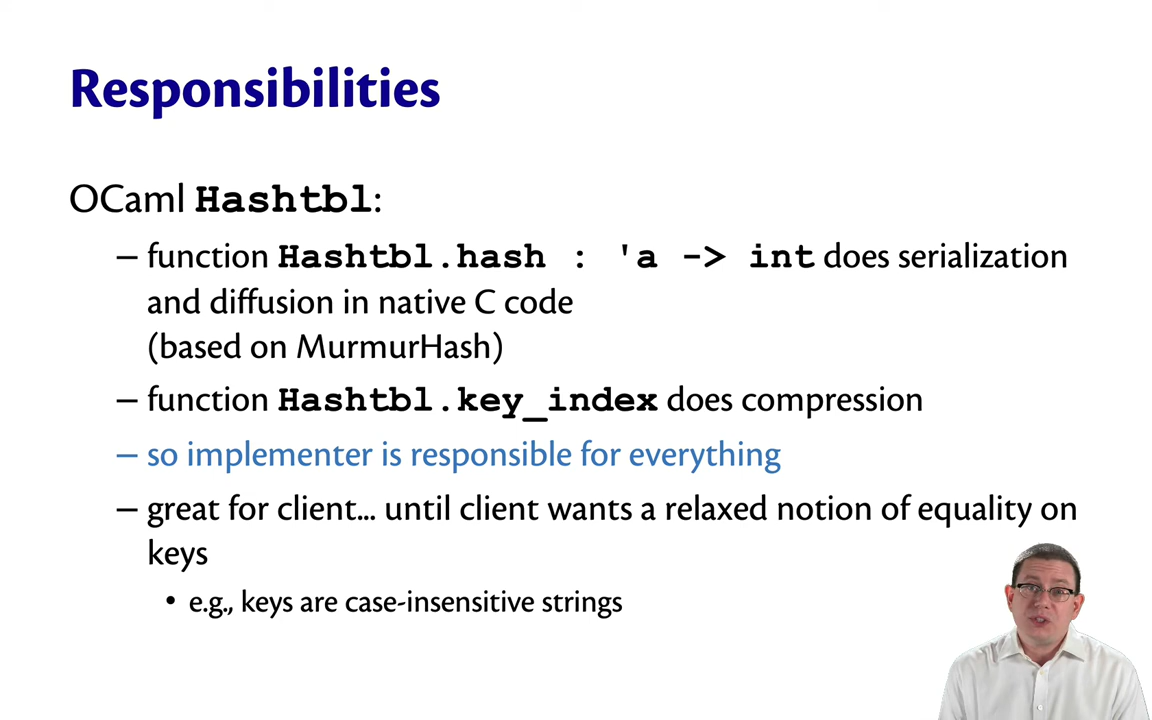 Responsibilities
OCaml Hashtbl:
– function Hashtbl.hash : 'a -> int does serialization
and diffusion in native C code
(based on MurmurHash)
– function Hashtbl.key_index does compression
– so implementer is responsible for everything
– great for client... until client wants a relaxed notion of equality on
keys
• e.g., keys are case-insensitive strings